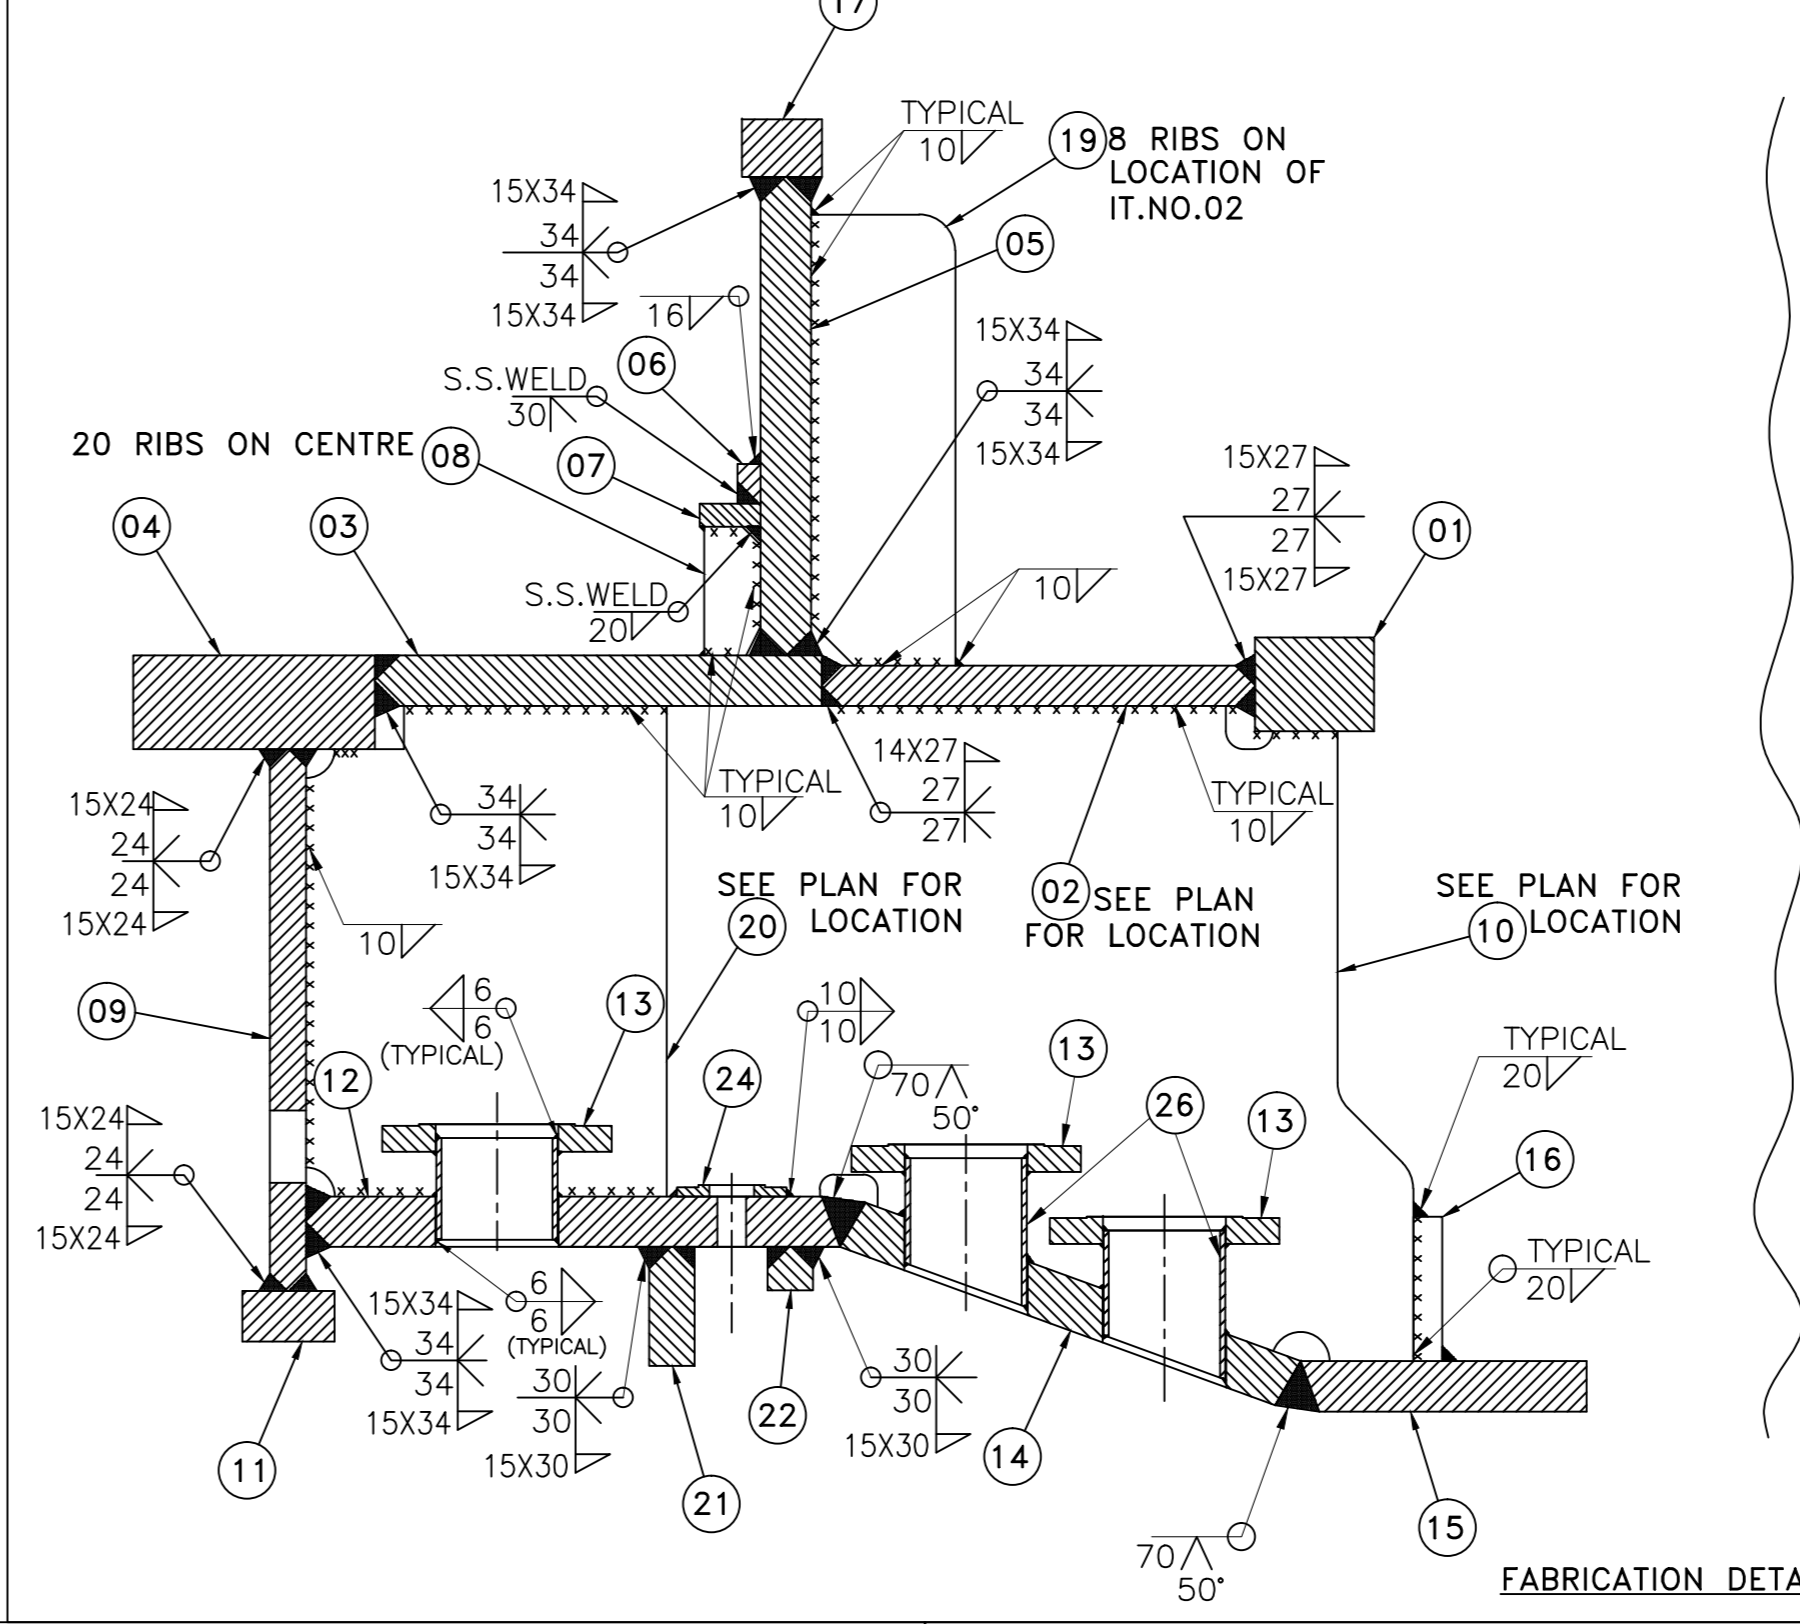 17
TYPICAL
10
19
8 RIBS ON
LOCATION OF
IT.NO.02
15X34
34
34
15X34
05
16
06
S.S.WELD
30
15X34
34
34
15X34
20 RIBS ON CENTRE
08
07
15X27
27
27
15X27
04
03
01
S.S.WELD
20
10
14X27
27
27
TYPICAL
10
TYPICAL
10
15X24
24
24
15X24
34
34
15X34
10
SEE PLAN FOR
LOCATION
20
02
SEE PLAN
FOR LOCATION
SEE PLAN FOR
LOCATION
10
09
6
6
(TYPICAL)
13
10
10
12
24
70
50°
13
26
13
TYPICAL
20
16
15X24
24
24
15X24
TYPICAL
20
15X34
34
34
15X34
6
6
(TYPICAL)
30
30
15X30
30
30
15X30
22
14
11
21
15
70
50°
FABRICATION DETA